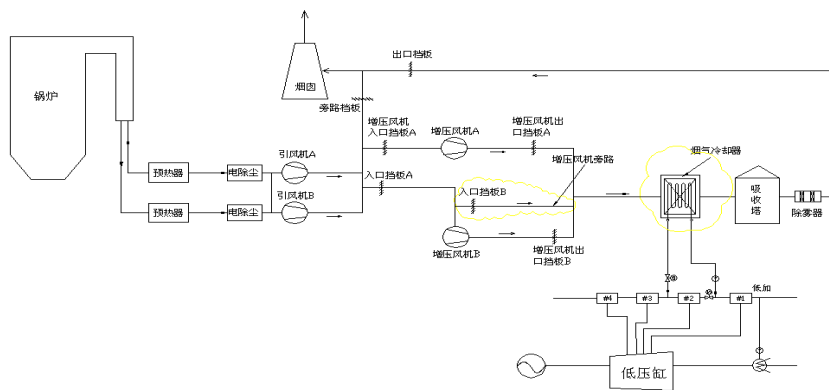 出口挡板
烟囱
旁路档板
锅炉
增压风机
入口挡板A
增压风机A
增压风机出
口挡板A
烟气冷却器
引风机A
预热器
电除尘
入口挡板A
入口挡板B
增压风机旁路
吸收塔
除雾器
引风机B
预热器
电除尘
增压风机B
增压风机出
口挡板B
#4
#3
#2
#1
低加
低压缸